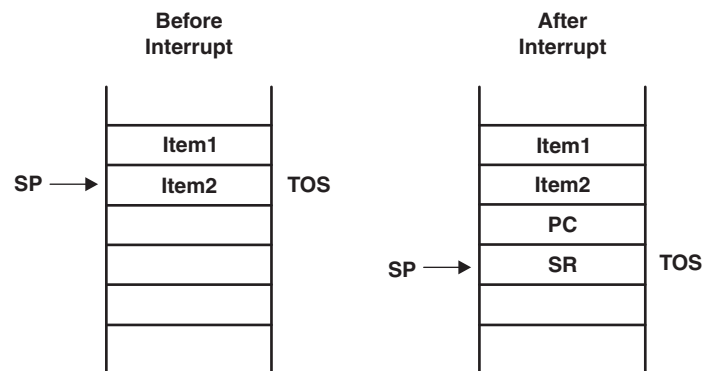 Before
Interrupt
Item1
SP
Item2
TOS
After
Interrupt
Item1
Item2
PC
SP
SR
TOS